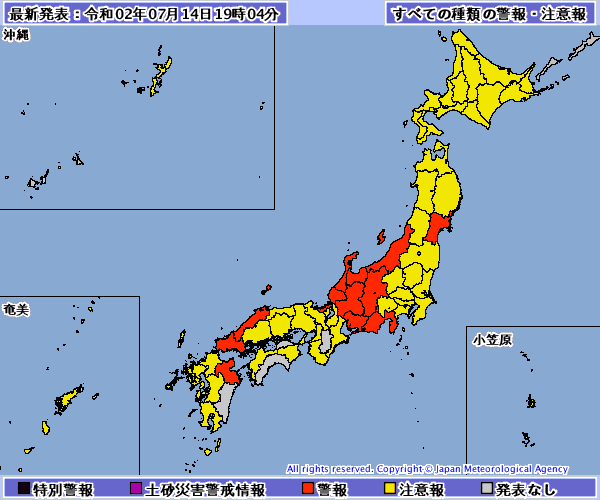 最新発表：令和02年07月14日19時04分
すべての種類の警報・注意報
沖縄
奄美
小笠原
All rights reserved. Copyright © Japan Meteorological Agency
特別警報 土砂災害警戒情報 警報 注意報 発表なし